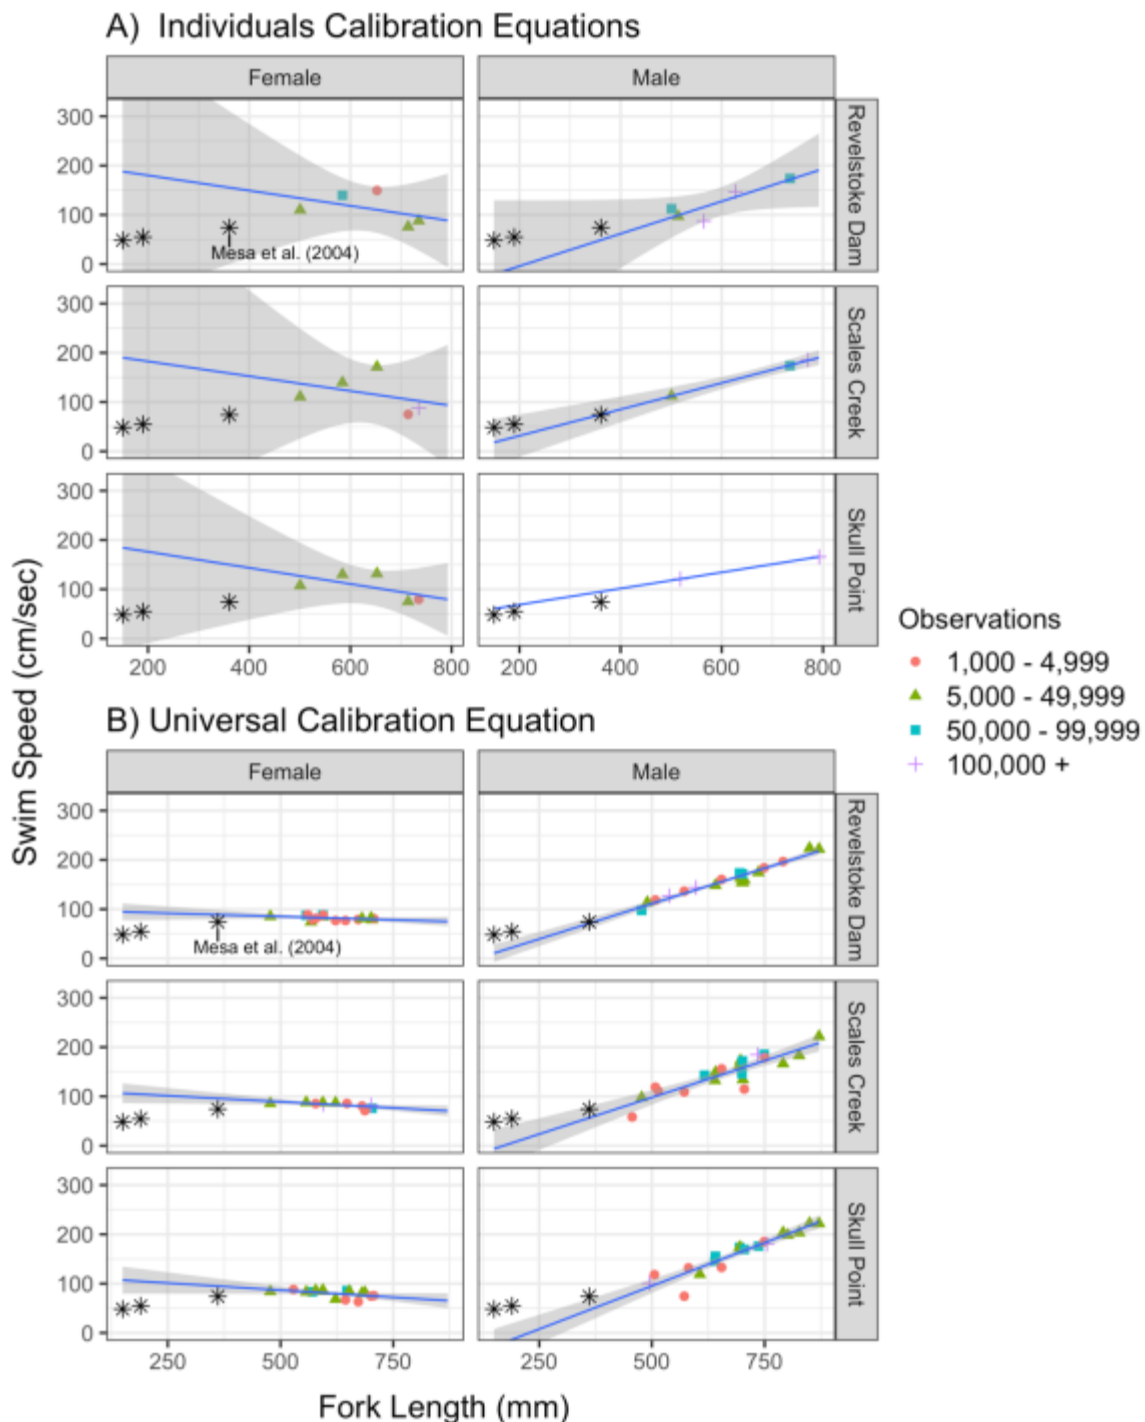 A) Individuals Calibration Equations
Female
Male
300
200
100
0
Mesa et al. (2004)
Revelstoke Dam
300
200
100
0
Scales Creek
300
200
100
0
Skull Point
200
400
600
800
200
400
600
800
Swim Speed (cm/sec)
Observations
1,000 - 4,999
5,000 - 49,999
50,000 - 99,999
100,000 +
B) Universal Calibration Equation
Female
Male
300
200
100
0
Mesa et al. (2004)
Revelstoke Dam
300
200
100
0
Scales Creek
300
200
100
0
Skull Point
250
500
750
250
500
750
Fork Length (mm)